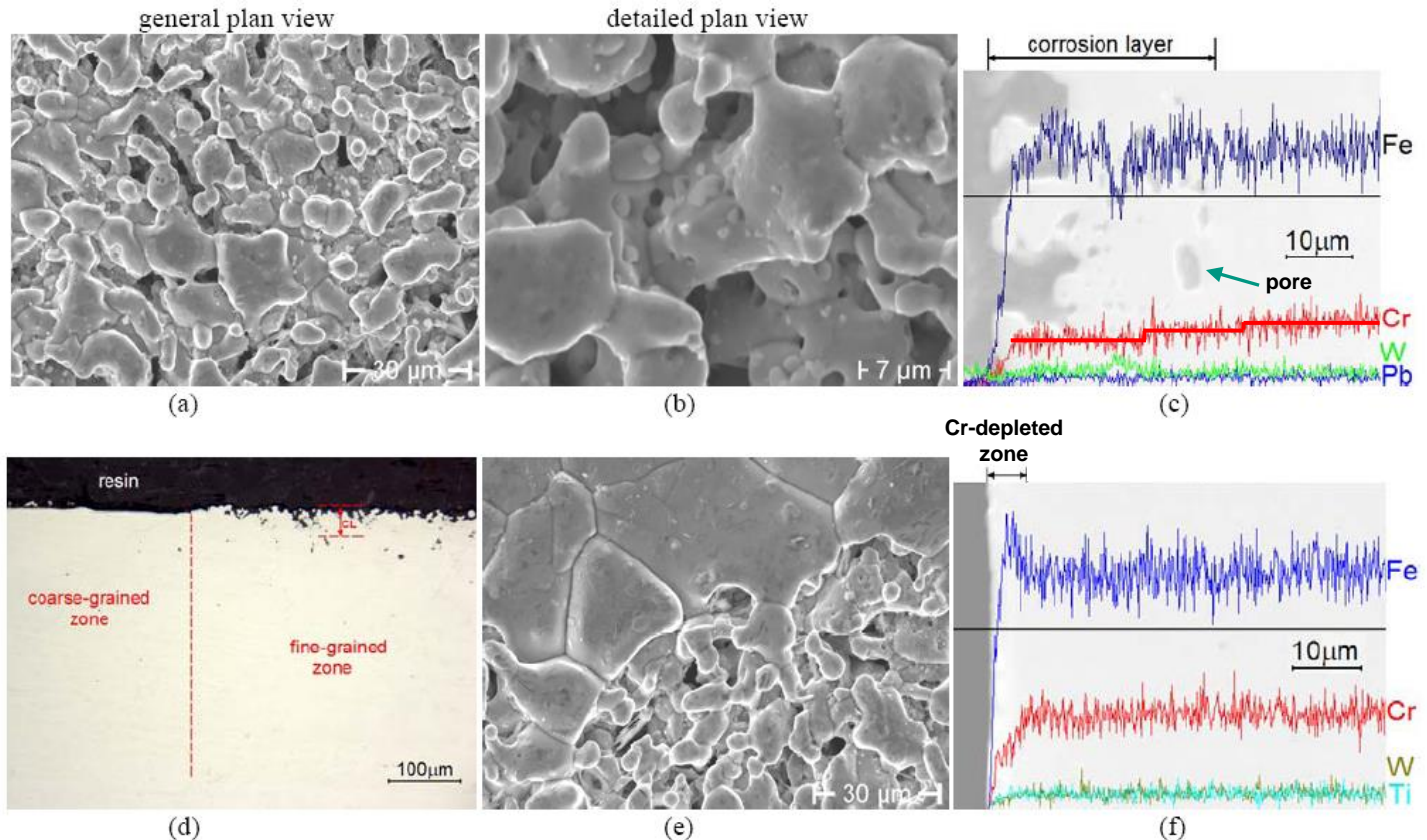 general plan view
detailed plan view
corrosion layer
Fe
10μm
pore
Cr
W
Pb
30 μm
7 μm
(a)
(b)
(c)
Cr-depleted
zone
resin
CL
coarse-grained
zone
fine-grained
zone
100μm
30 μm
Fe
10μm
Cr
W
Ti
(d)
(e)
(f)